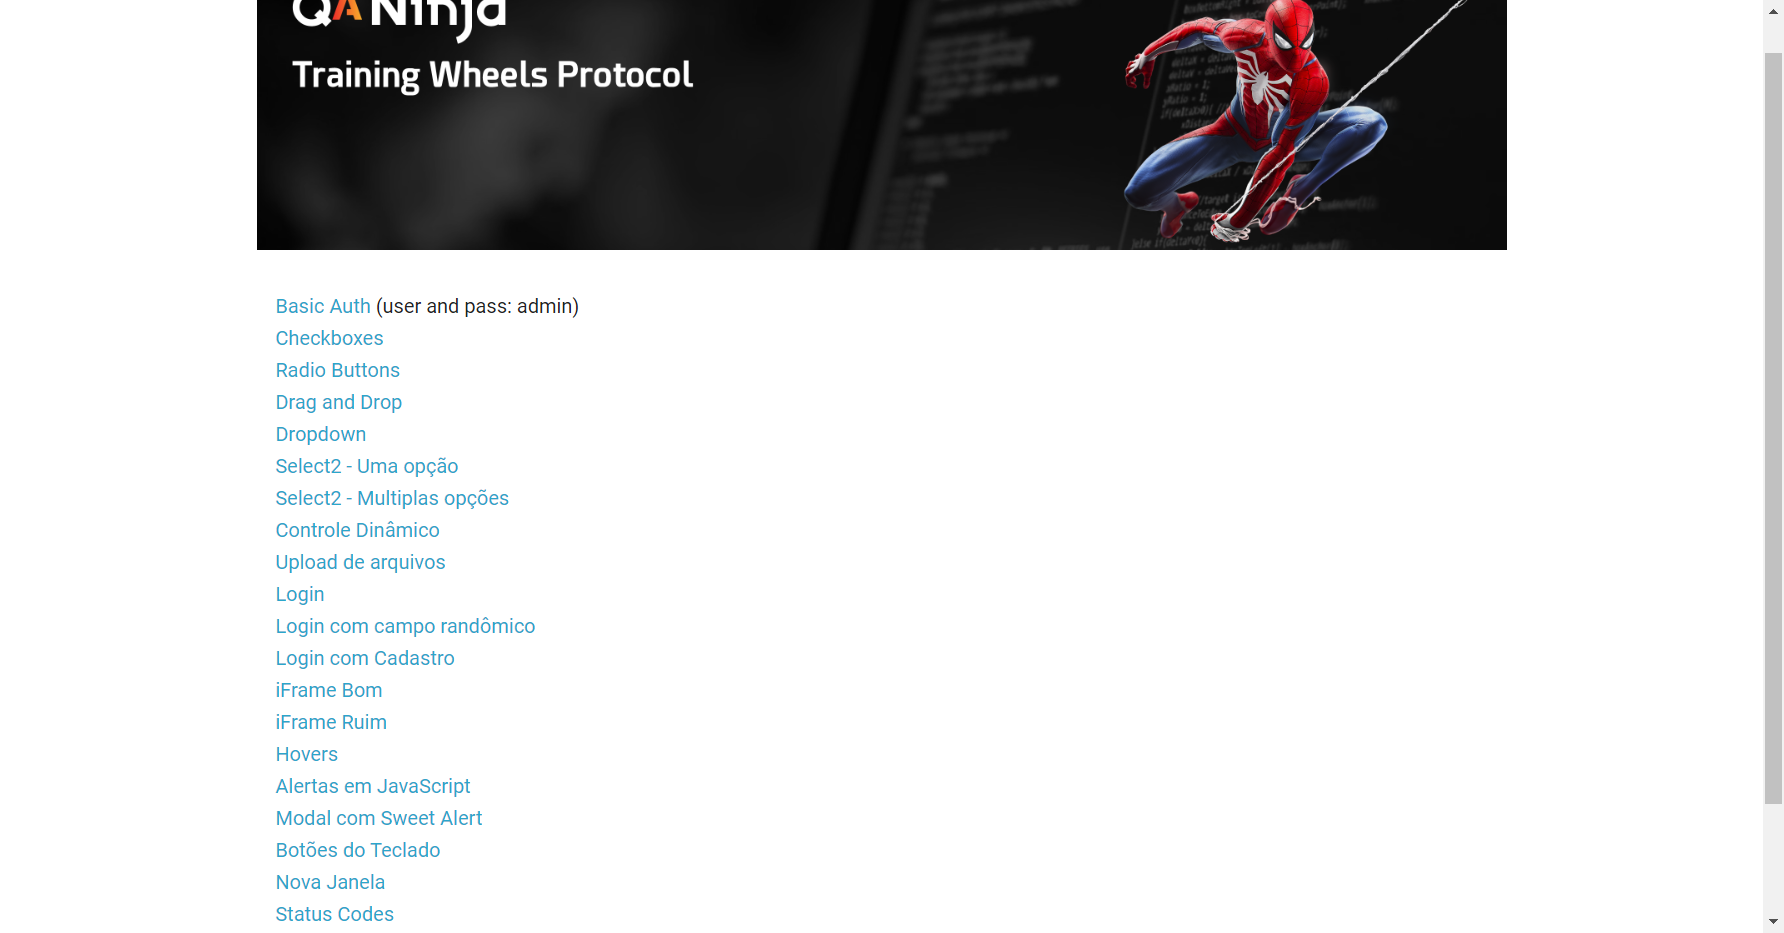 QA Ninja
Training Wheels Protocol
Basic Auth (user and pass: admin)
Checkboxes
Radio Buttons
Drag and Drop
Dropdown
Select2 - Uma opção
Select2 - Multiplas opções
Controle Dinâmico
Upload de arquivos
Login
Login com campo randômico
Login com Cadastro
iFrame Bom
iFrame Ruim
Hovers
Alertas em JavaScript
Modal com Sweet Alert
Botões do Teclado
Nova Janela
Status Codes